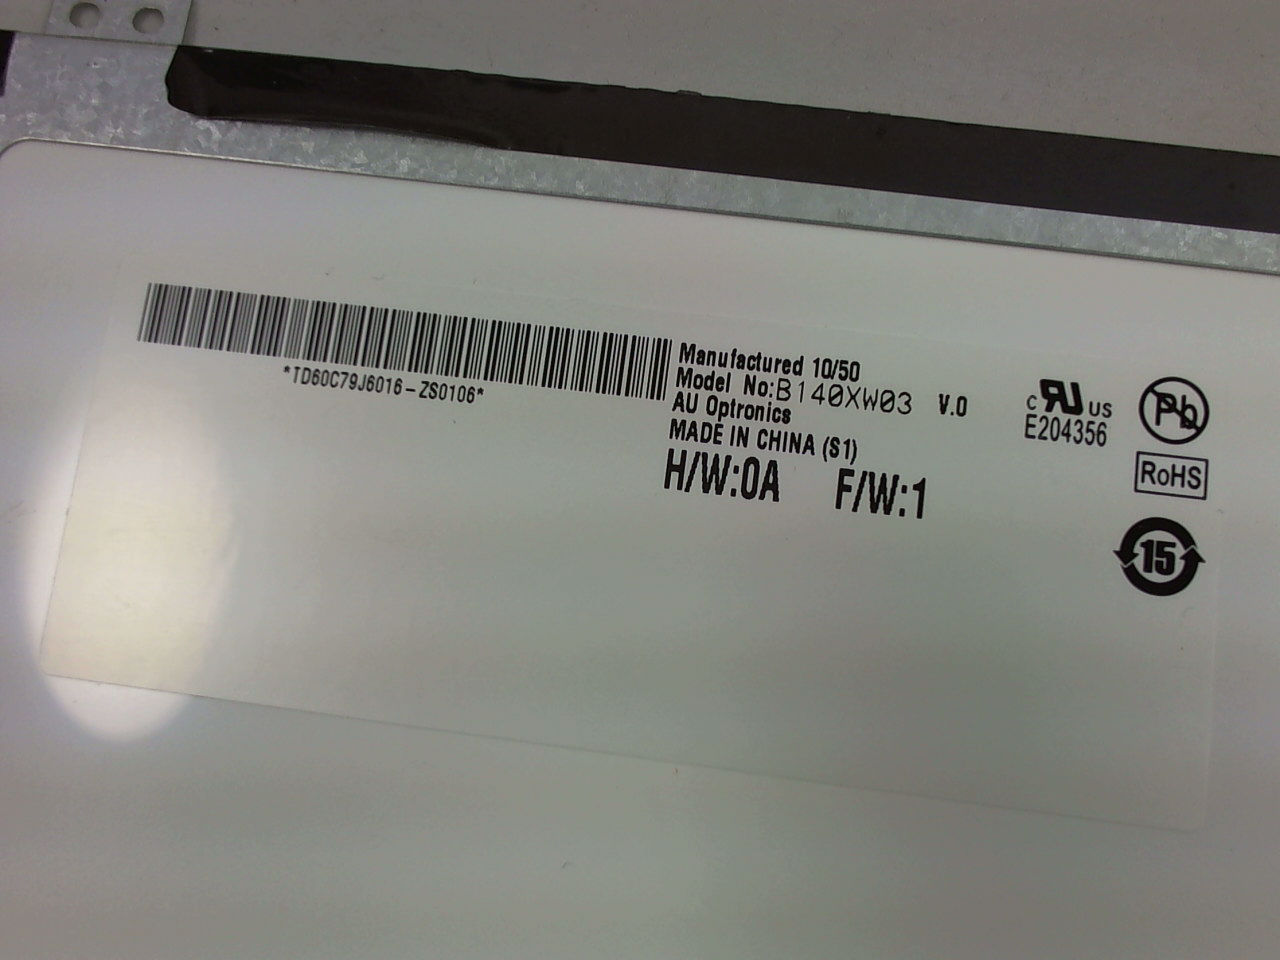 *TD60C79J6016-ZS0106*
Manufactured 10/50
Model No:B140XW03 V.0
AU Optronics
MADE IN CHINA (S1)
H/W:0A F/W:1
c RU US
E204356
Pb
RoHS
15